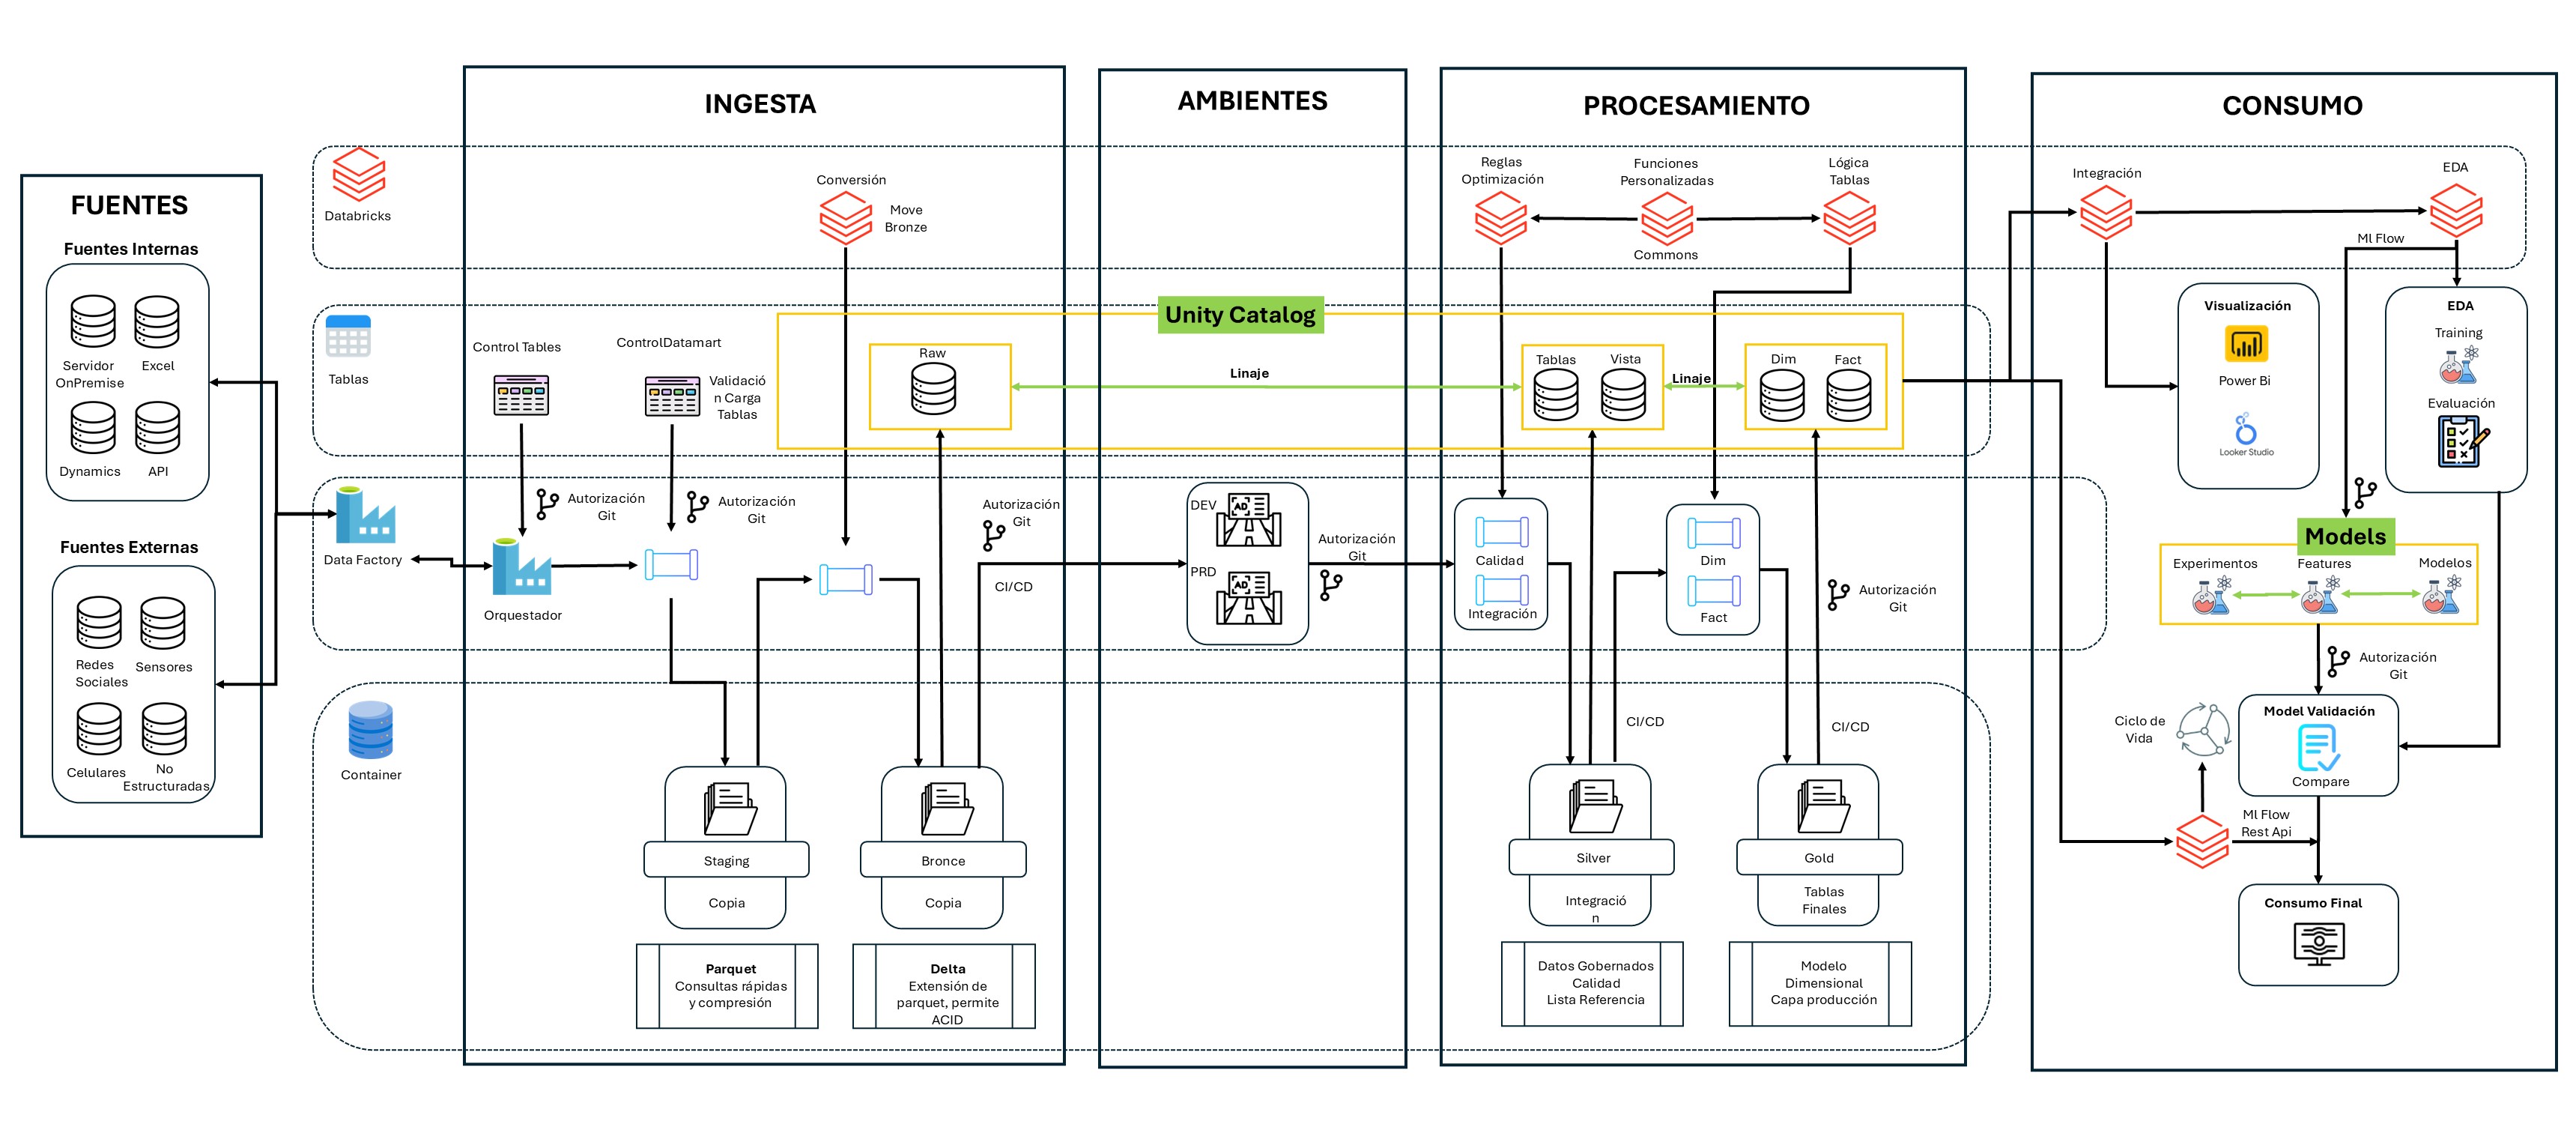 FUENTES
Fuentes Internas
Servidor
OnPremise
Excel
Dynamics
API
Fuentes Externas
Redes
Sociales
Sensores
Celulares
No
Estructuradas
Databricks
Tablas
Data Factory
Container
INGESTA
Conversión
Move
Bronze
Control Tables
ControlDatamart
Validació
n Carga
Tablas
Raw
Autorización
Git
Autorización
Git
Autorización
Git
Orquestador
CI/CD
Staging
Copia
Bronce
Copia
Parquet
Consultas rápidas
y compresión
Delta
Extensión de
parquet, permite
ACID
AMBIENTES
Unity Catalog
Linaje
DEV
AD
PRD
AD
Autorización
Git
PROCESAMIENTO
Reglas
Optimización
Funciones
Personalizadas
Commons
Lógica
Tablas
Tablas
Vista
Linaje
Dim
Fact
Calidad
Integración
Dim
Fact
Autorización
Git
CI/CD
CI/CD
Silver
Integració
n
Gold
Tablas
Finales
Datos Gobernados
Calidad
Lista Referencia
Modelo
Dimensional
Capa producción
CONSUMO
Integración
EDA
Ml Flow
Visualización
Power Bi
Looker Studio
EDA
Training
Evaluación
Models
Experimentos
Features
Modelos
Autorización
Git
Ciclo de
Vida
Model Validación
Compare
Ml Flow
Rest Api
Consumo Final